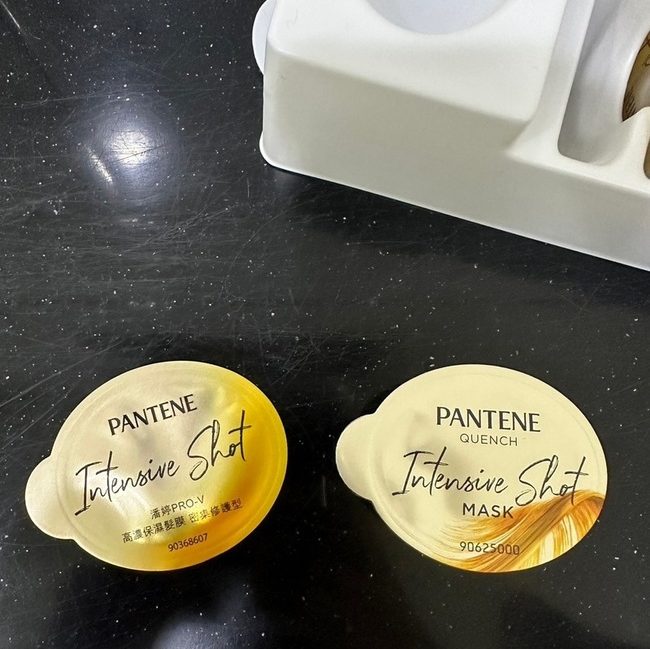 PANTENE
Intensive Shot
潘婷PRO-V
高濃保濕髮膜 密集修護型
90368607
PANTENE
QUENCH
Intensive Shot
MASK
90625000